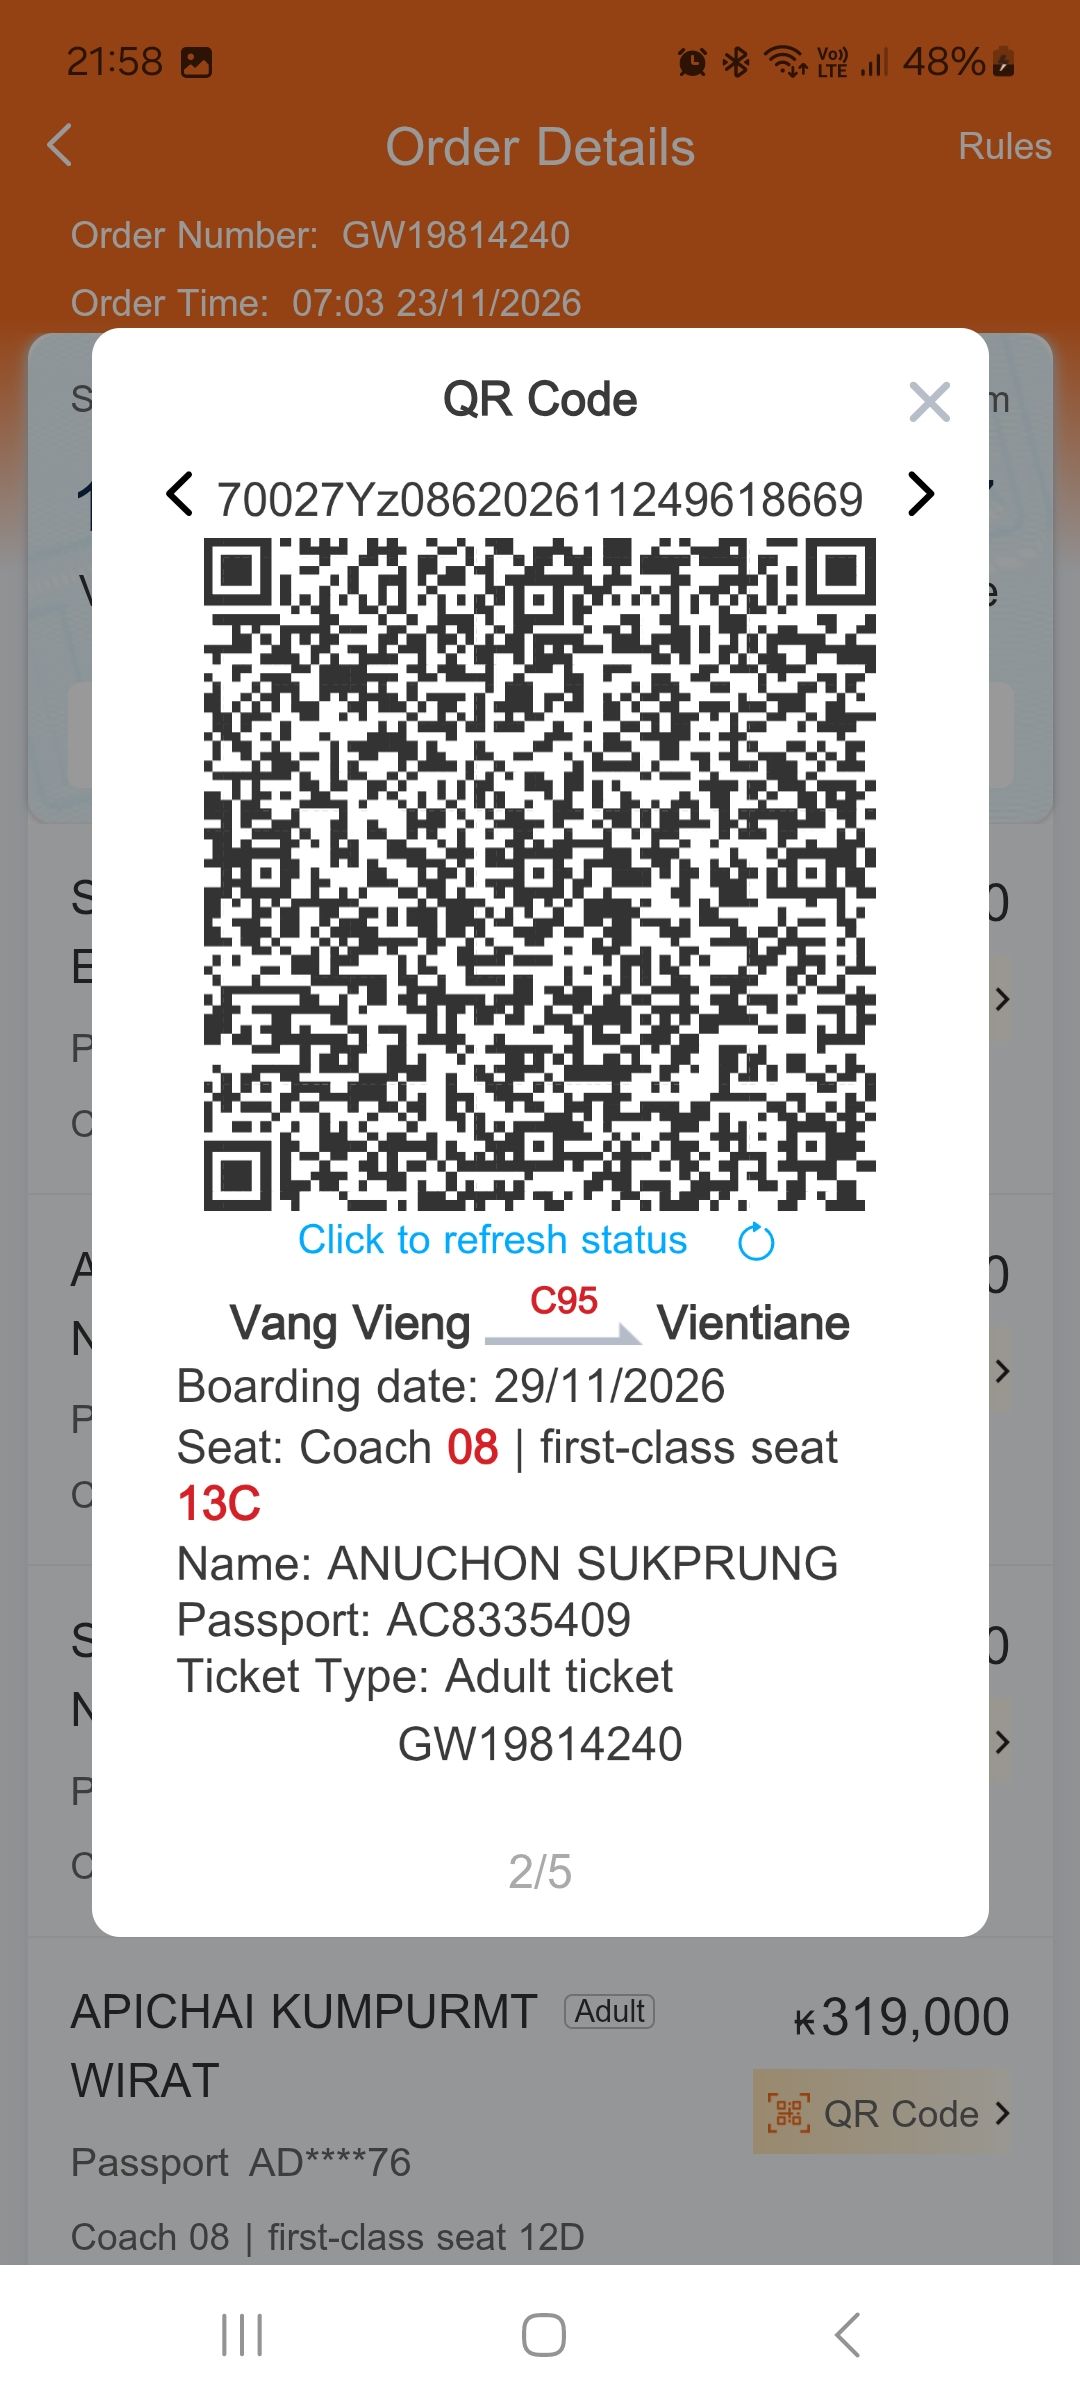 21:58
Vo)) LTE 48%
Order Details
Rules
Order Number: GW19814240
Order Time: 07:03 23/11/2026
QR Code
70027Yz086202611249618669
Click to refresh status
C95
Vang Vieng Vientiane
Boarding date: 29/11/2026
Seat: Coach 08 | first-class seat
13C
Name: ANUCHON SUKPRUNG
Passport: AC8335409
Ticket Type: Adult ticket
GW19814240
2/5
APICHAI KUMPURMT Adult
₭319,000
WIRAT
QR Code
Passport AD****76
Coach 08 | first-class seat 12D